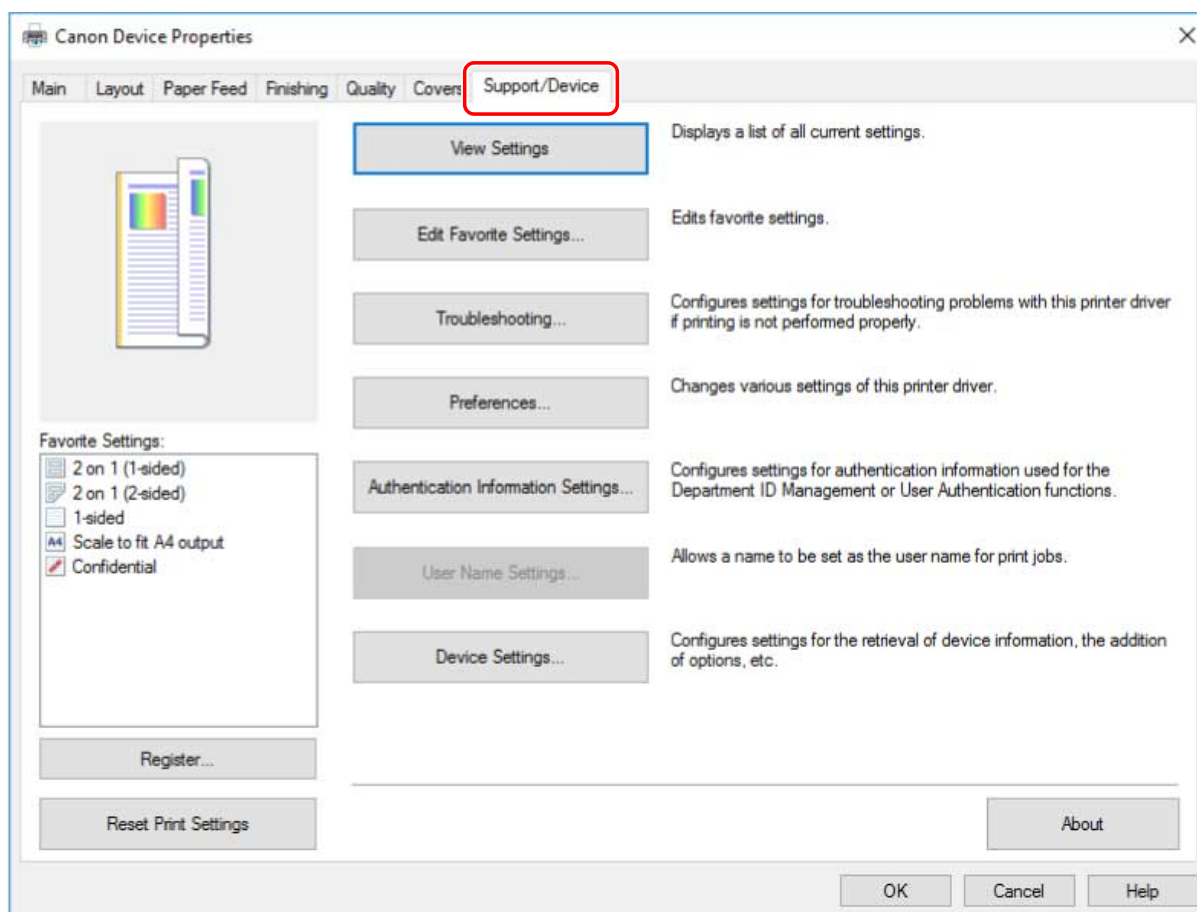 Canon Device Properties
Main Layout Paper Feed Finishing Quality Covers Support/Device
View Settings
Displays a list of all current settings.
Edit Favorite Settings...
Edits favorite settings.
Troubleshooting...
Configures settings for troubleshooting problems with this printer driver
if printing is not performed properly.
Preferences...
Changes various settings of this printer driver.
Favorite Settings:
2 on 1 (1-sided)
2 on 1 (2-sided)
1-sided
A4 Scale to fit A4 output
Confidential
Authentication Information Settings...
Configures settings for authentication information used for the
Department ID Management or User Authentication functions.
User Name Settings...
Allows a name to be set as the user name for print jobs.
Device Settings...
Configures settings for the retrieval of device information, the addition
of options, etc.
Register...
Reset Print Settings
About
OK Cancel Help